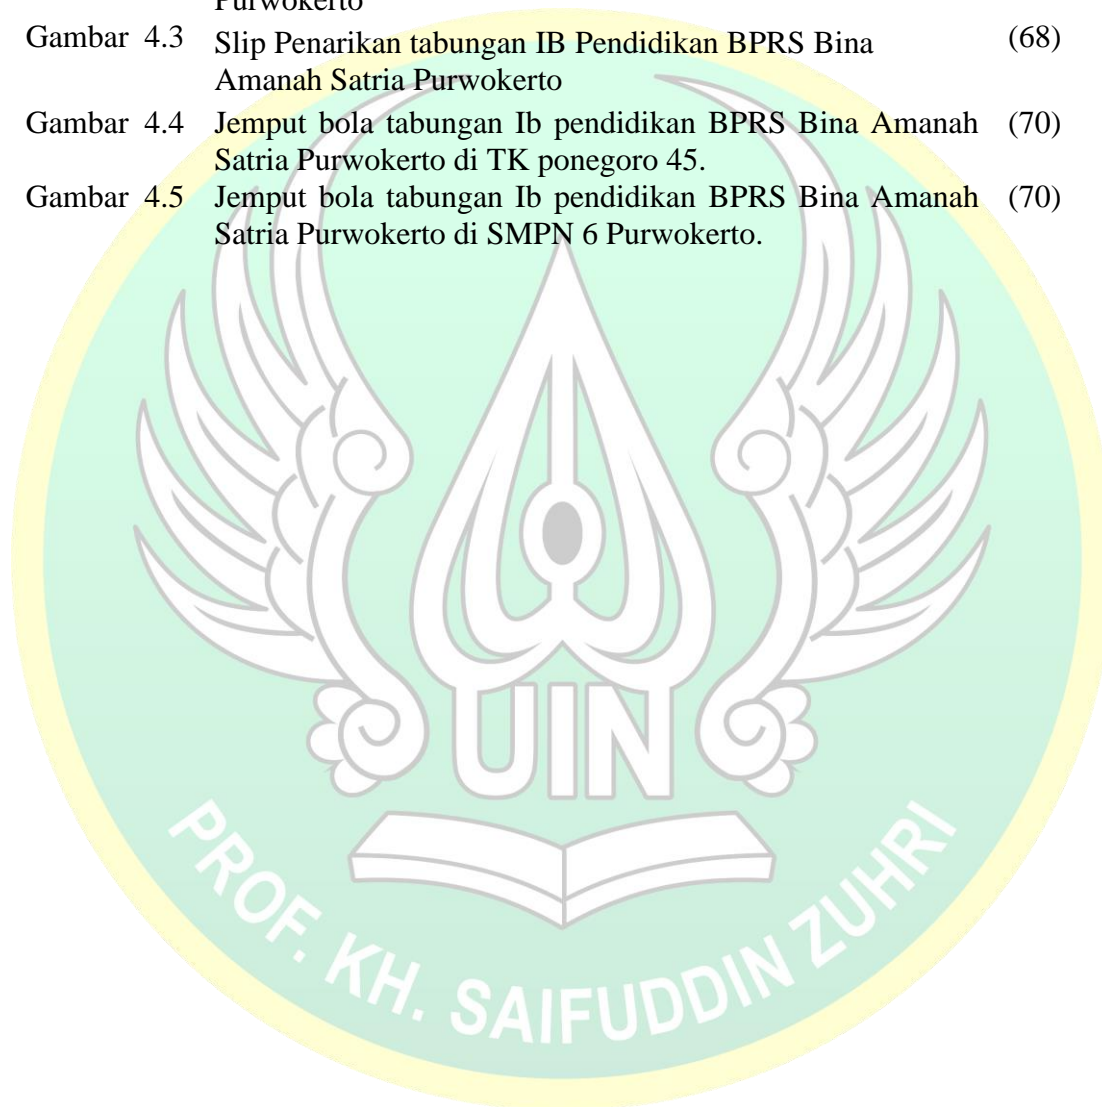 Purwokerto
Gambar 4.3 Slip Penarikan tabungan IB Pendidikan BPRS Bina (68)
Amanah Satria Purwokerto
Gambar 4.4 Jemput bola tabungan Ib pendidikan BPRS Bina Amanah (70)
Satria Purwokerto di TK ponegoro 45.
Gambar 4.5 Jemput bola tabungan Ib pendidikan BPRS Bina Amanah (70)
Satria Purwokerto di SMPN 6 Purwokerto.
UIN
PROF. KH. SAIFUDDIN ZUHRI